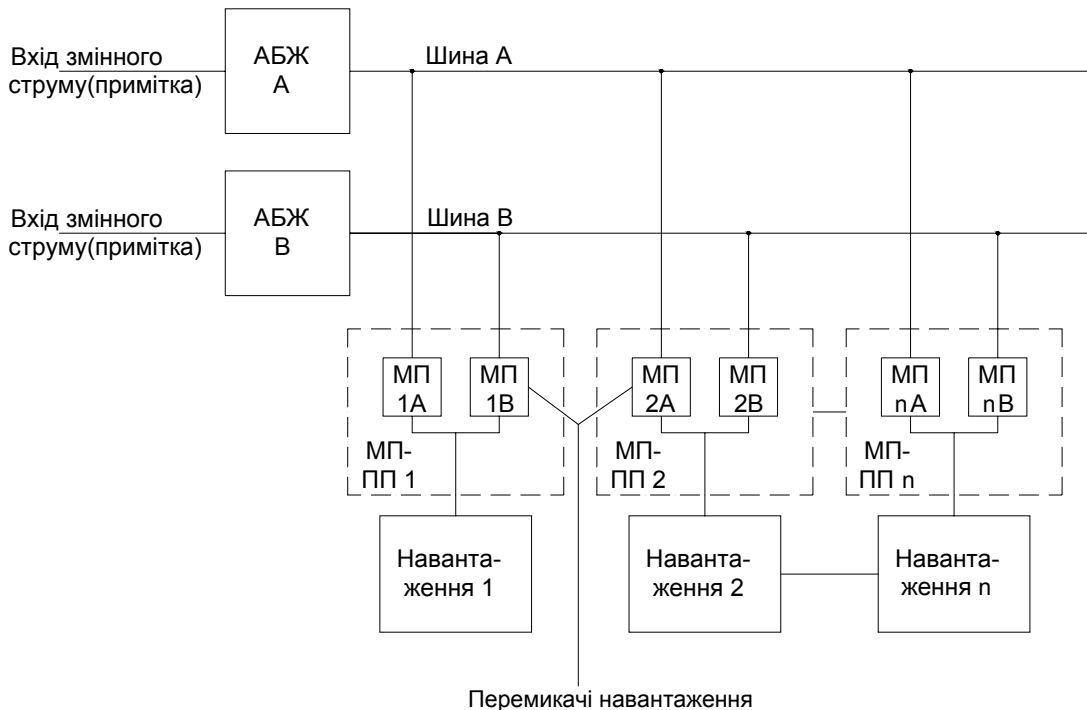 Вхід змінного
струму(примітка)
АБЖ
А
Шина А
Вхід змінного
струму(примітка)
АБЖ
В
Шина В
МП
1А
МП
1В
МП
2А
МП
2В
МП
nА
МП
nВ
МП-
ПП 1
МП-
ПП 2
МП-
ПП n
Наванта-
ження 1
Наванта-
ження 2
Наванта-
ження n
Перемикачі навантаження